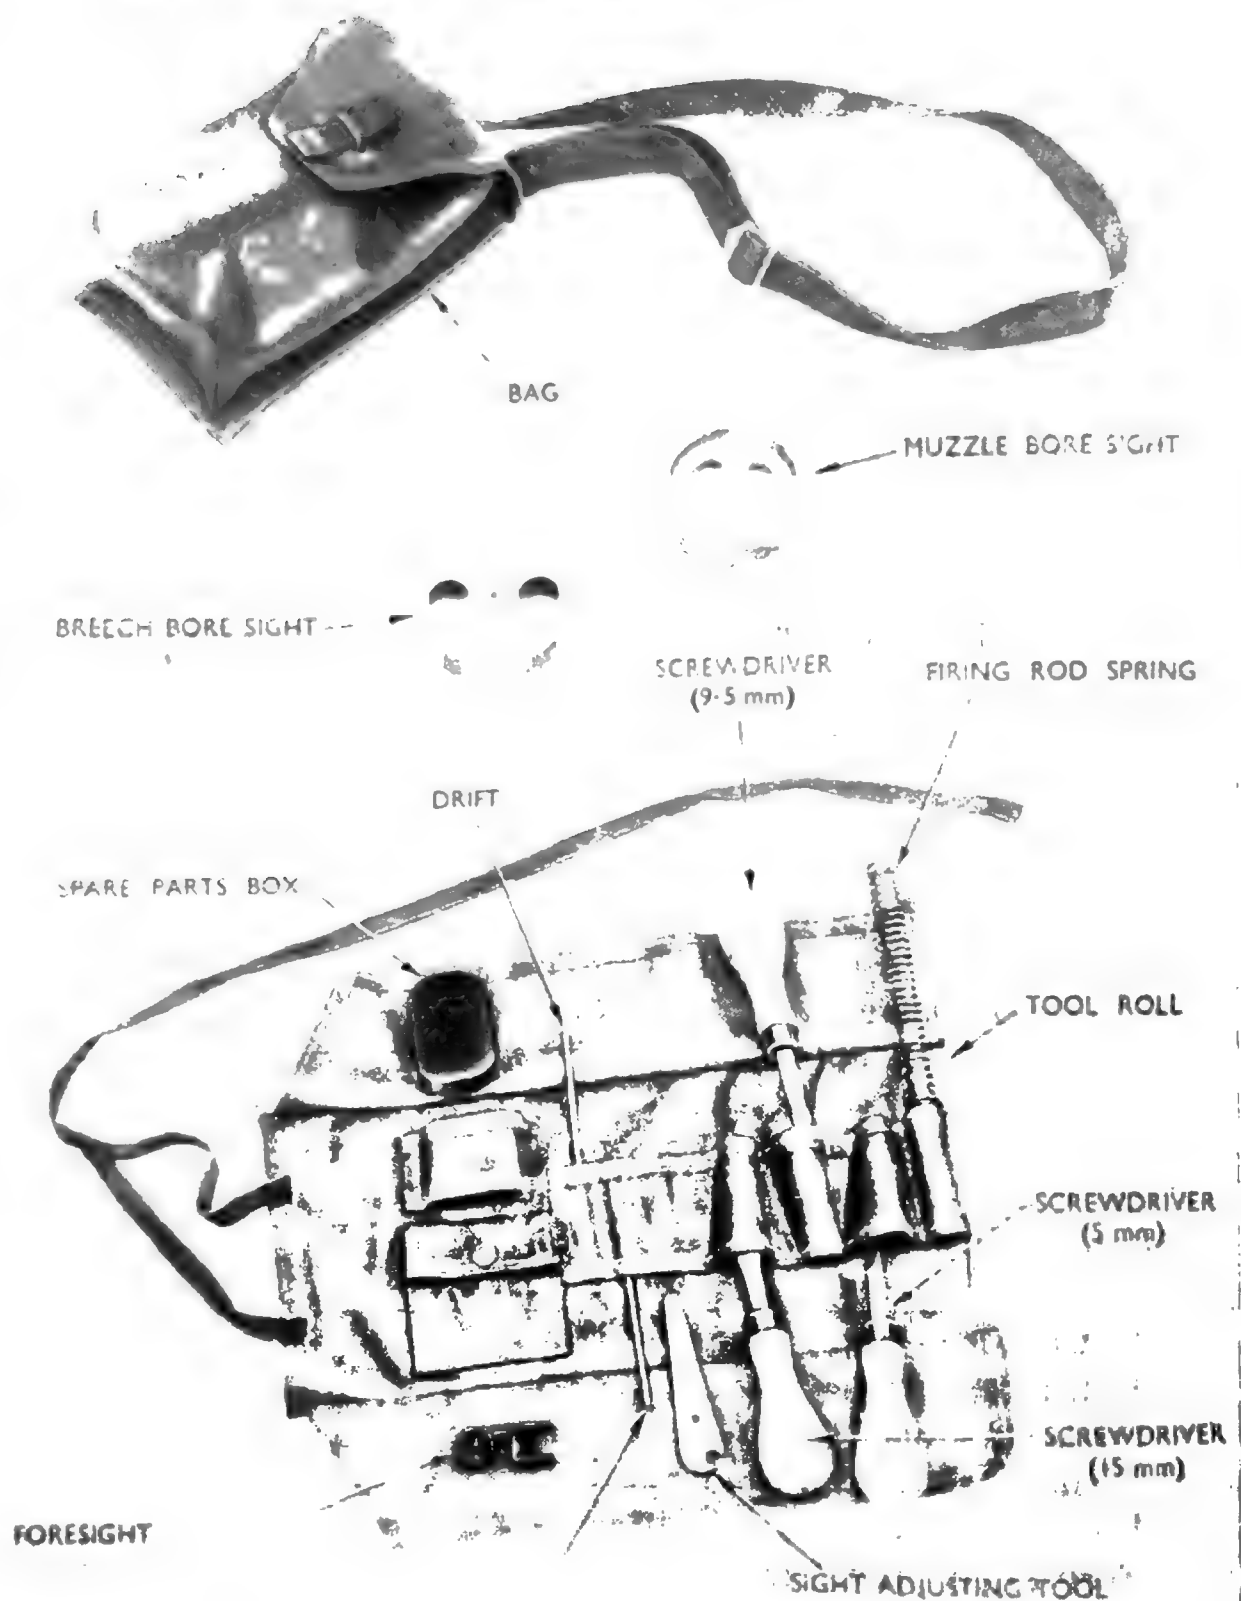 BAG
MUZZLE BORE SIGHT
BREECH BORE SIGHT
SCREWDRIVER
(9·5 mm)
FIRING ROD SPRING
DRIFT
SPARE PARTS BOX
TOOL ROLL
SCREWDRIVER
(5 mm)
SCREWDRIVER
(15 mm)
FORESIGHT
SIGHT ADJUSTING TOOL